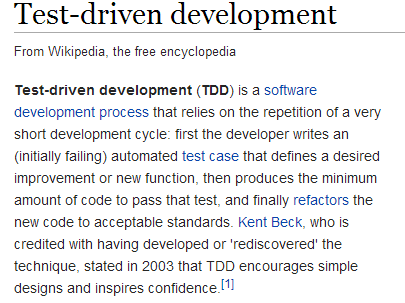 Test-driven development
From Wikipedia, the free encyclopedia
Test-driven development (TDD) is a software
development process that relies on the repetition of a very
short development cycle: first the developer writes an
(initially failing) automated test case that defines a desired
improvement or new function, then produces the minimum
amount of code to pass that test, and finally refactors the
new code to acceptable standards. Kent Beck, who is
credited with having developed or 'rediscovered' the
technique, stated in 2003 that TDD encourages simple
designs and inspires confidence.[1]